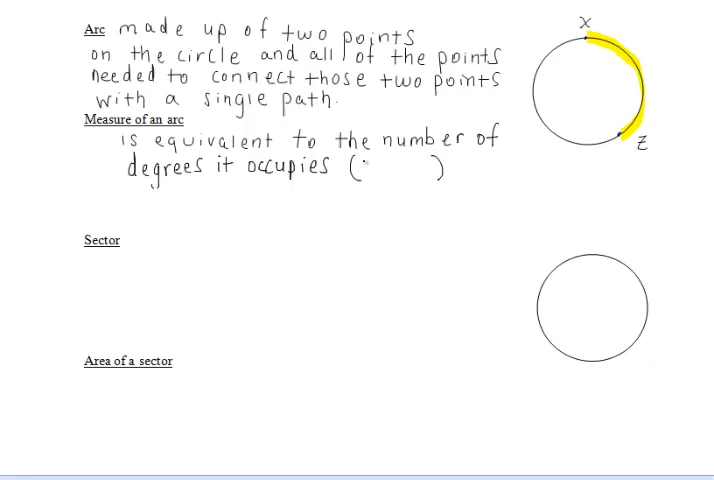 Arc made up of two points
on the circle and all of the points
needed to connect those two points
with a single path.
Measure of an arc
is equivalent to the number of
degrees it occupies ( )
X
Z
Sector
Area of a sector